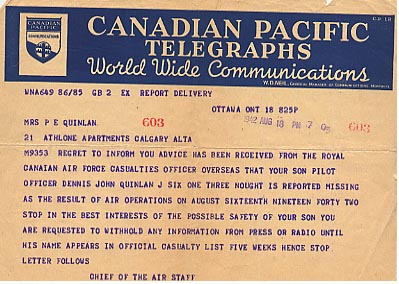 CANADIAN PACIFIC
TELEGRAPHS
World Wide Communications
CANADIAN PACIFIC
COMMUNICATIONS
WNA649 86/85 GB 2 EX REPORT DELIVERY
OTTAWA ONT 18 825P
MRS P E QUINLAN 603 1942 AUG 18 PM 7 603
21 ATHLONE APARTMENTS CALGARY ALTA
M9353 REGRET TO INFORM YOU ADVICE HAS BEEN RECEIVED FROM THE ROYAL
CANAIAN AIR FORCE CASUALTIES OFFICER OVERSEAS THAT YOUR SON PILOT
OFFICER DENNIS JOHN QUINLAN J SIX ONE THREE NOUGHT IS REPORTED MISSING
AS THE RESULT OF AIR OPERATIONS ON AUGUST SIXTEENTH NINETEEN FORTY TWO
STOP IN THE BEST INTERESTS OF THE POSSIBLE SAFETY OF YOUR SON YOU
ARE REQUESTED TO WITHHOLD ANY INFORMATION FROM PRESS OR RADIO UNTIL
HIS NAME APPEARS IN OFFICIAL CASUALTY LIST FIVE WEEKS HENCE STOP.
LETTER FOLLOWS
CHIEF OF THE AIR STAFF